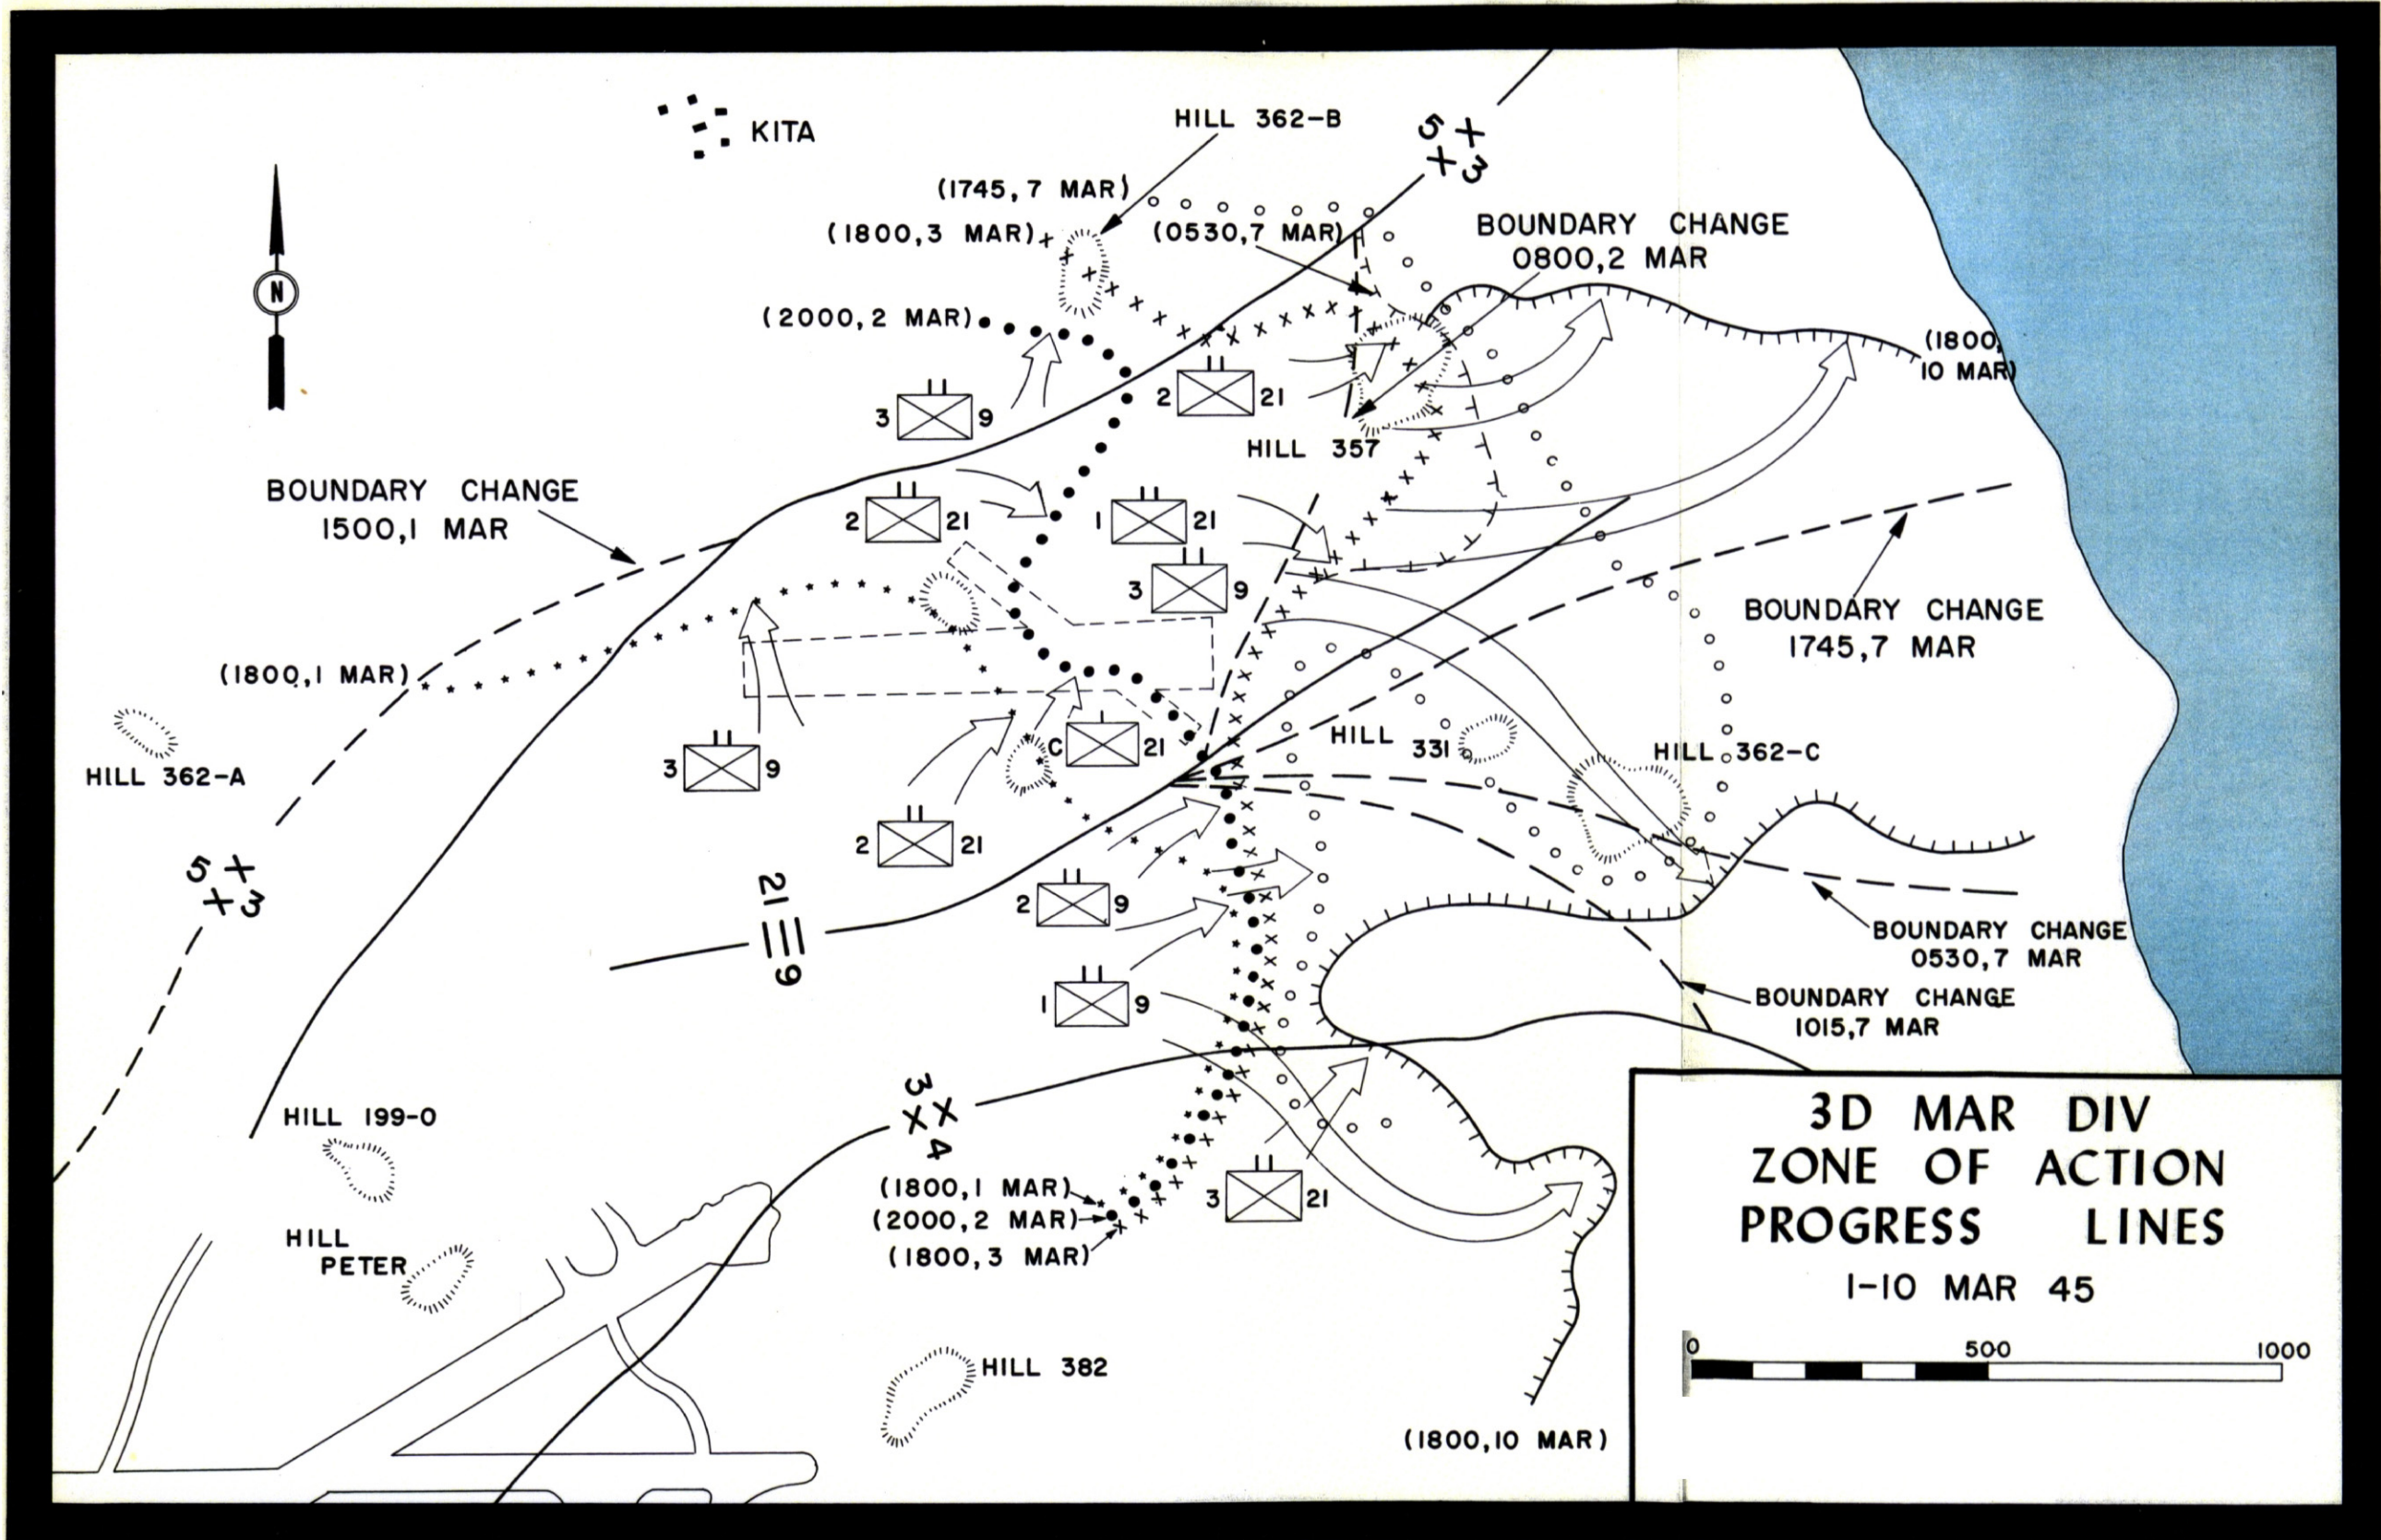 KITA
HILL 362-B
5 3
(1745, 7 MAR)
(1800, 3 MAR)
(0530, 7 MAR)
BOUNDARY CHANGE
0800, 2 MAR
N
(2000, 2 MAR)
(1800,
10 MAR)
3 9
2 21
HILL 357
BOUNDARY CHANGE
1500, 1 MAR
2 21
1 21
3 9
BOUNDARY CHANGE
1745, 7 MAR
(1800, 1 MAR)
HILL 362-A
3 9
C 21
HILL 331
HILL 362-C
2 21
5 3
21
9
2 9
BOUNDARY CHANGE
0530, 7 MAR
1 9
BOUNDARY CHANGE
1015, 7 MAR
HILL 199-O
3
4
(1800, 1 MAR)
(2000, 2 MAR)
(1800, 3 MAR)
3 21
HILL
PETER
HILL 382
(1800, 10 MAR)
3D MAR DIV
ZONE OF ACTION
PROGRESS LINES
1-10 MAR 45
0 500 1000